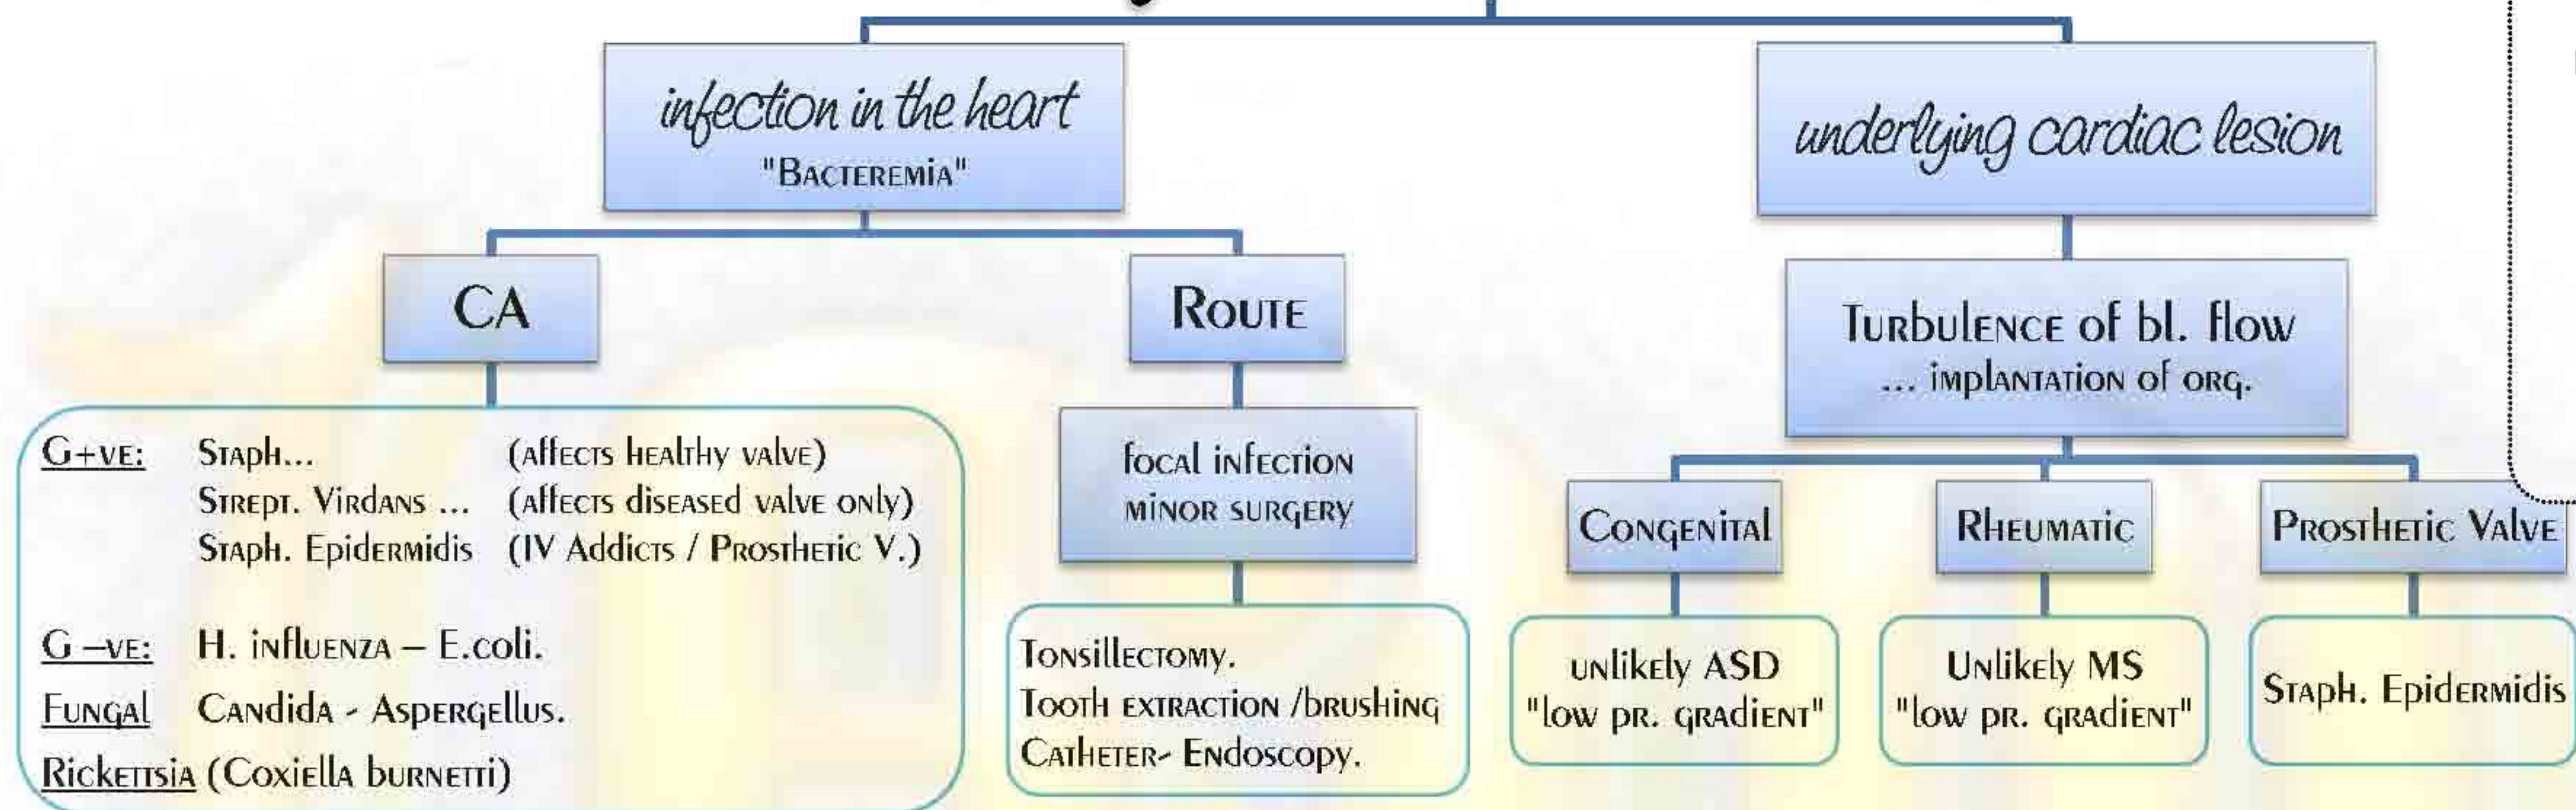 infection in the heart
"Bacteremia"
underlying cardiac lesion
CA
Route
Turbulence of bl. flow
... implantation of org.
G+ve: Staph... (affects healthy valve)
Strept. Virdans ... (affects diseased valve only)
Staph. Epidermidis (IV Addicts / Prosthetic V.)
G –ve: H. influenza – E.coli.
Fungal Candida - Aspergellus.
Rickettsia (Coxiella burnetti)
focal infection
minor surgery
Tonsillectomy.
Tooth extraction /brushing
Catheter- Endoscopy.
Congenital
Rheumatic
Prosthetic Valve
unlikely ASD
"low pr. gradient"
Unlikely MS
"low pr. gradient"
Staph. Epidermidis